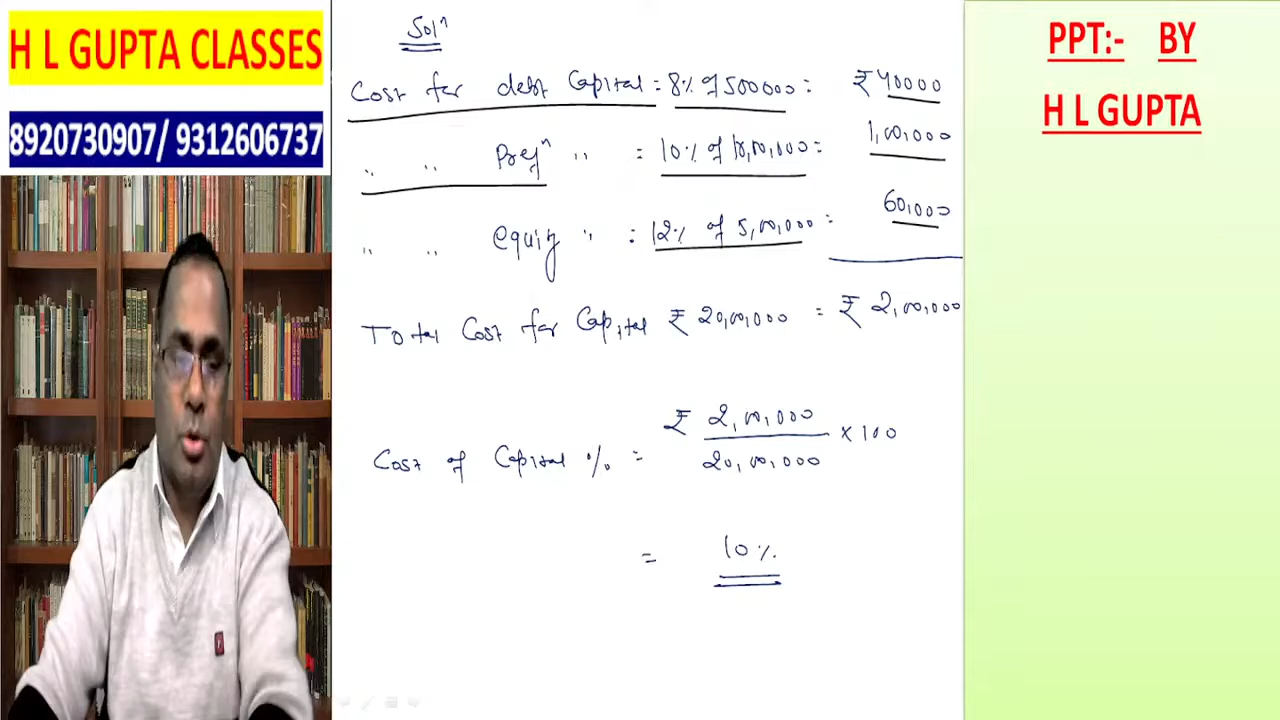 H L GUPTA CLASSES
8920730907/ 9312606737
Solⁿ
Cost for debt Capital = 8% of 500000 = ₹ 40000
,, ,, Prefⁿ ,, = 10% of 10,00,000 = 1,00,000
,, ,, equiy ,, = 12% of 5,00,000 = 60,000
Total Cost for Capital ₹ 20,00,000 = ₹ 2,00,000
Cost of Capital % = ₹ 2,00,000 / 20,00,000 × 100
= 10%
PPT:- BY
H L GUPTA